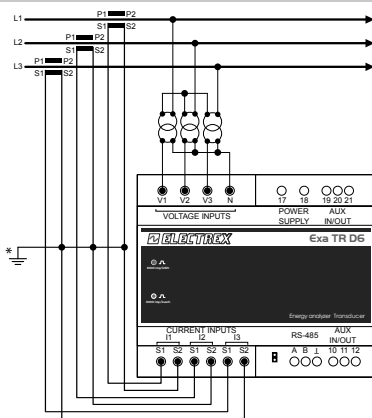 L1 P1 P2
S1 S2
L2 P1 P2
S1 S2
L3 P1 P2
S1 S2
V1 V2 V3 N 17 18 19 20 21
VOLTAGE INPUTS POWER SUPPLY AUX IN/OUT
*
ELECTREX Exa TR D6
Energy analyzer Transducer
CURRENT INPUTS RS-485 AUX IN/OUT
I1 I2 I3
S1 S2 S1 S2 S1 S2 A B ⊥ 10 11 12